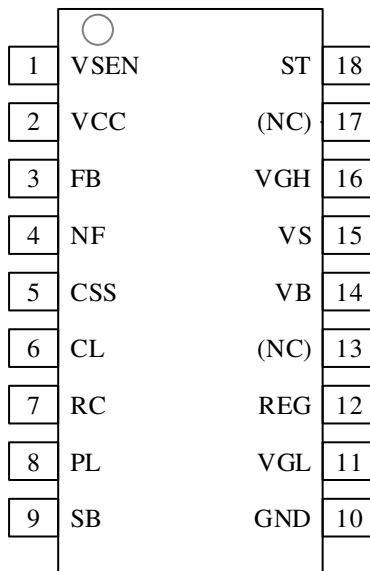 1 VSEN ST 18
2 VCC (NC) 17
3 FB VGH 16
4 NF VS 15
5 CSS VB 14
6 CL (NC) 13
7 RC REG 12
8 PL VGL 11
9 SB GND 10